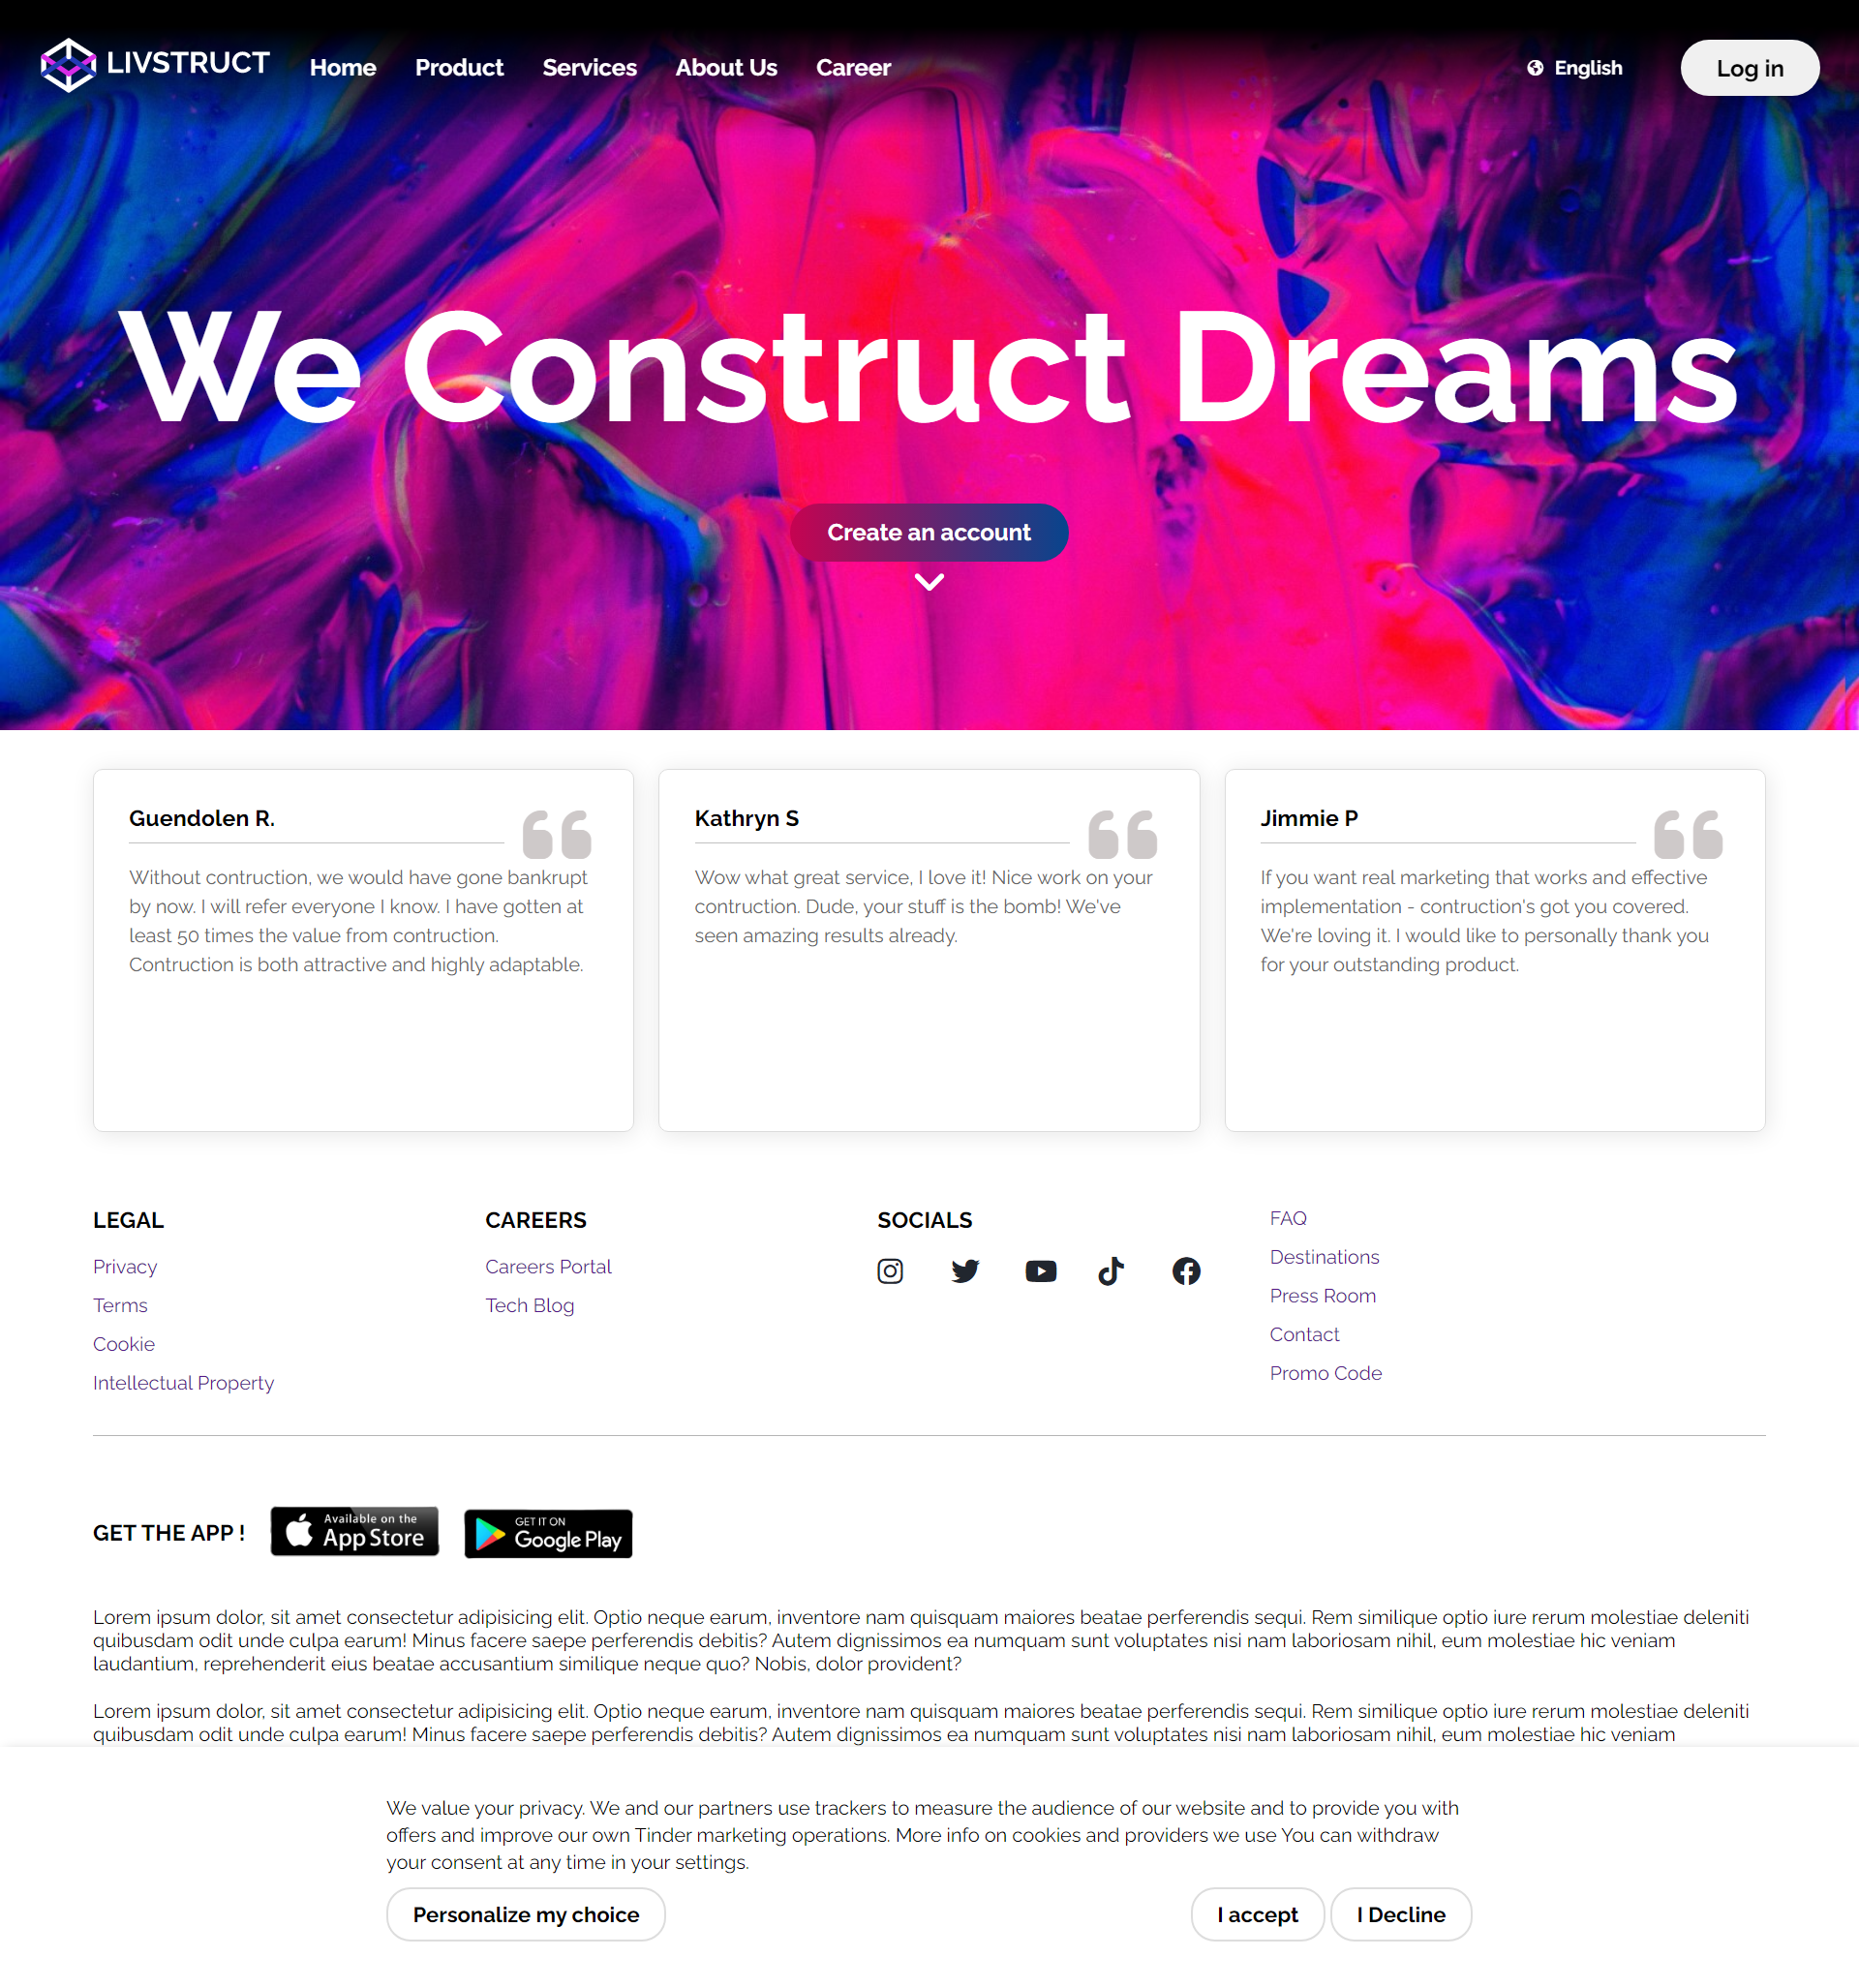 LIVSTRUCT
Home Product Services About Us Career
English
Log in
We Construct Dreams
Create an account
Guendolen R.
Without contruction, we would have gone bankrupt
by now. I will refer everyone I know. I have gotten at
least 50 times the value from contruction.
Contruction is both attractive and highly adaptable.
Kathryn S
Wow what great service, I love it! Nice work on your
contruction. Dude, your stuff is the bomb! We've
seen amazing results already.
Jimmie P
If you want real marketing that works and effective
implementation - contruction's got you covered.
We're loving it. I would like to personally thank you
for your outstanding product.
LEGAL
Privacy
Terms
Cookie
Intellectual Property
CAREERS
Careers Portal
Tech Blog
SOCIALS
FAQ
Destinations
Press Room
Contact
Promo Code
GET THE APP !
Available on the
App Store
GET IT ON
Google Play
Lorem ipsum dolor, sit amet consectetur adipisicing elit. Optio neque earum, inventore nam quisquam maiores beatae perferendis sequi. Rem similique optio iure rerum molestiae deleniti
quibusdam odit unde culpa earum! Minus facere saepe perferendis debitis? Autem dignissimos ea numquam sunt voluptates nisi nam laboriosam nihil, eum molestiae hic veniam
laudantium, reprehenderit eius beatae accusantium similique neque quo? Nobis, dolor provident?
Lorem ipsum dolor, sit amet consectetur adipisicing elit. Optio neque earum, inventore nam quisquam maiores beatae perferendis sequi. Rem similique optio iure rerum molestiae deleniti
quibusdam odit unde culpa earum! Minus facere saepe perferendis debitis? Autem dignissimos ea numquam sunt voluptates nisi nam laboriosam nihil, eum molestiae hic veniam
We value your privacy. We and our partners use trackers to measure the audience of our website and to provide you with
offers and improve our own Tinder marketing operations. More info on cookies and providers we use You can withdraw
your consent at any time in your settings.
Personalize my choice
I accept
I Decline